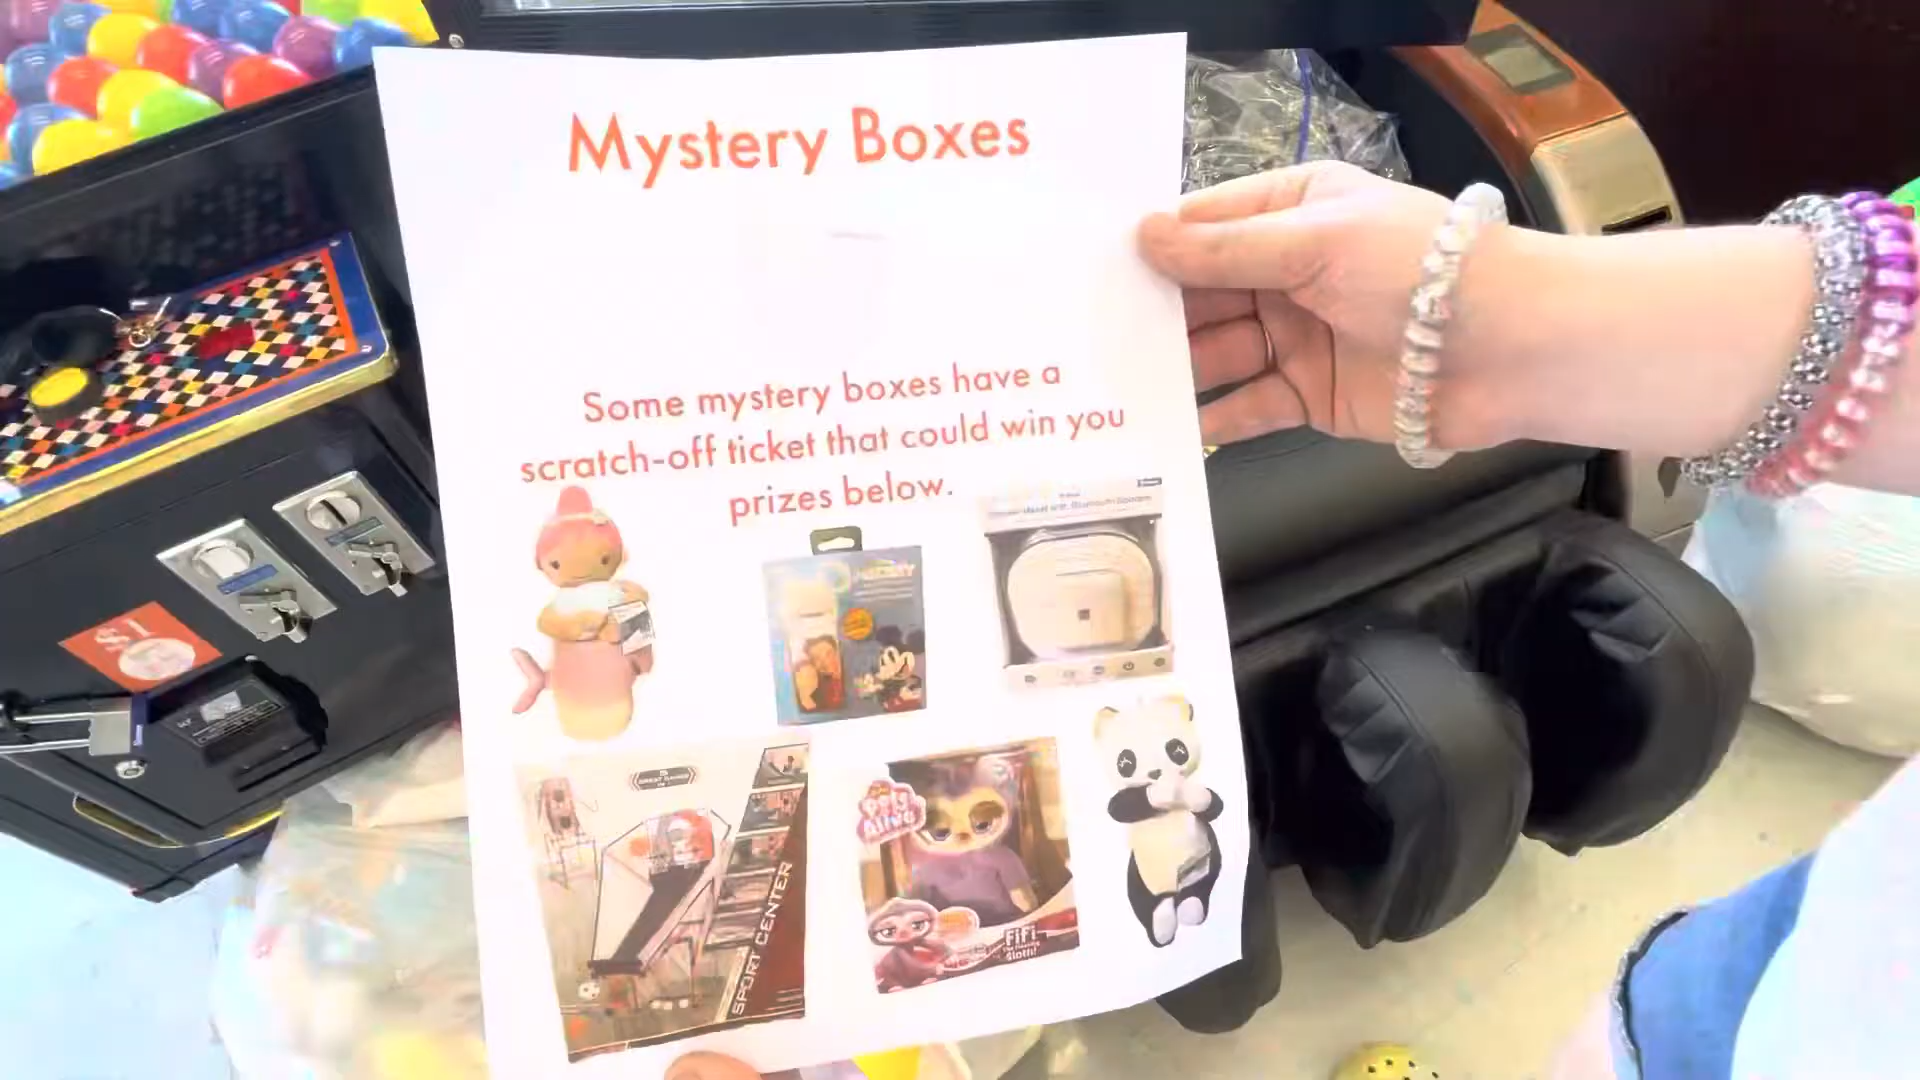 Mystery Boxes
Some mystery boxes have a
scratch-off ticket that could win you
prizes below.
SPORT CENTER
Pets
Alive
FiFi
Sloth!
$1